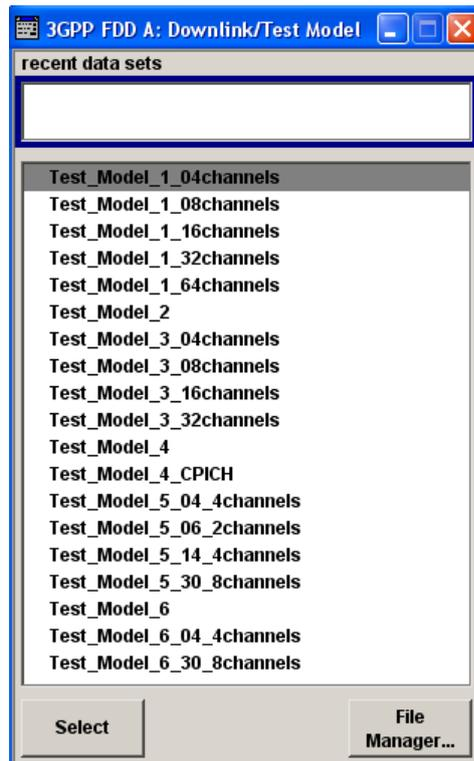 3GPP FDD A: Downlink/Test Model
recent data sets
Test_Model_1_04channels
Test_Model_1_08channels
Test_Model_1_16channels
Test_Model_1_32channels
Test_Model_1_64channels
Test_Model_2
Test_Model_3_04channels
Test_Model_3_08channels
Test_Model_3_16channels
Test_Model_3_32channels
Test_Model_4
Test_Model_4_CPICH
Test_Model_5_04_4channels
Test_Model_5_06_2channels
Test_Model_5_14_4channels
Test_Model_5_30_8channels
Test_Model_6
Test_Model_6_04_4channels
Test_Model_6_30_8channels
Select
File
Manager...